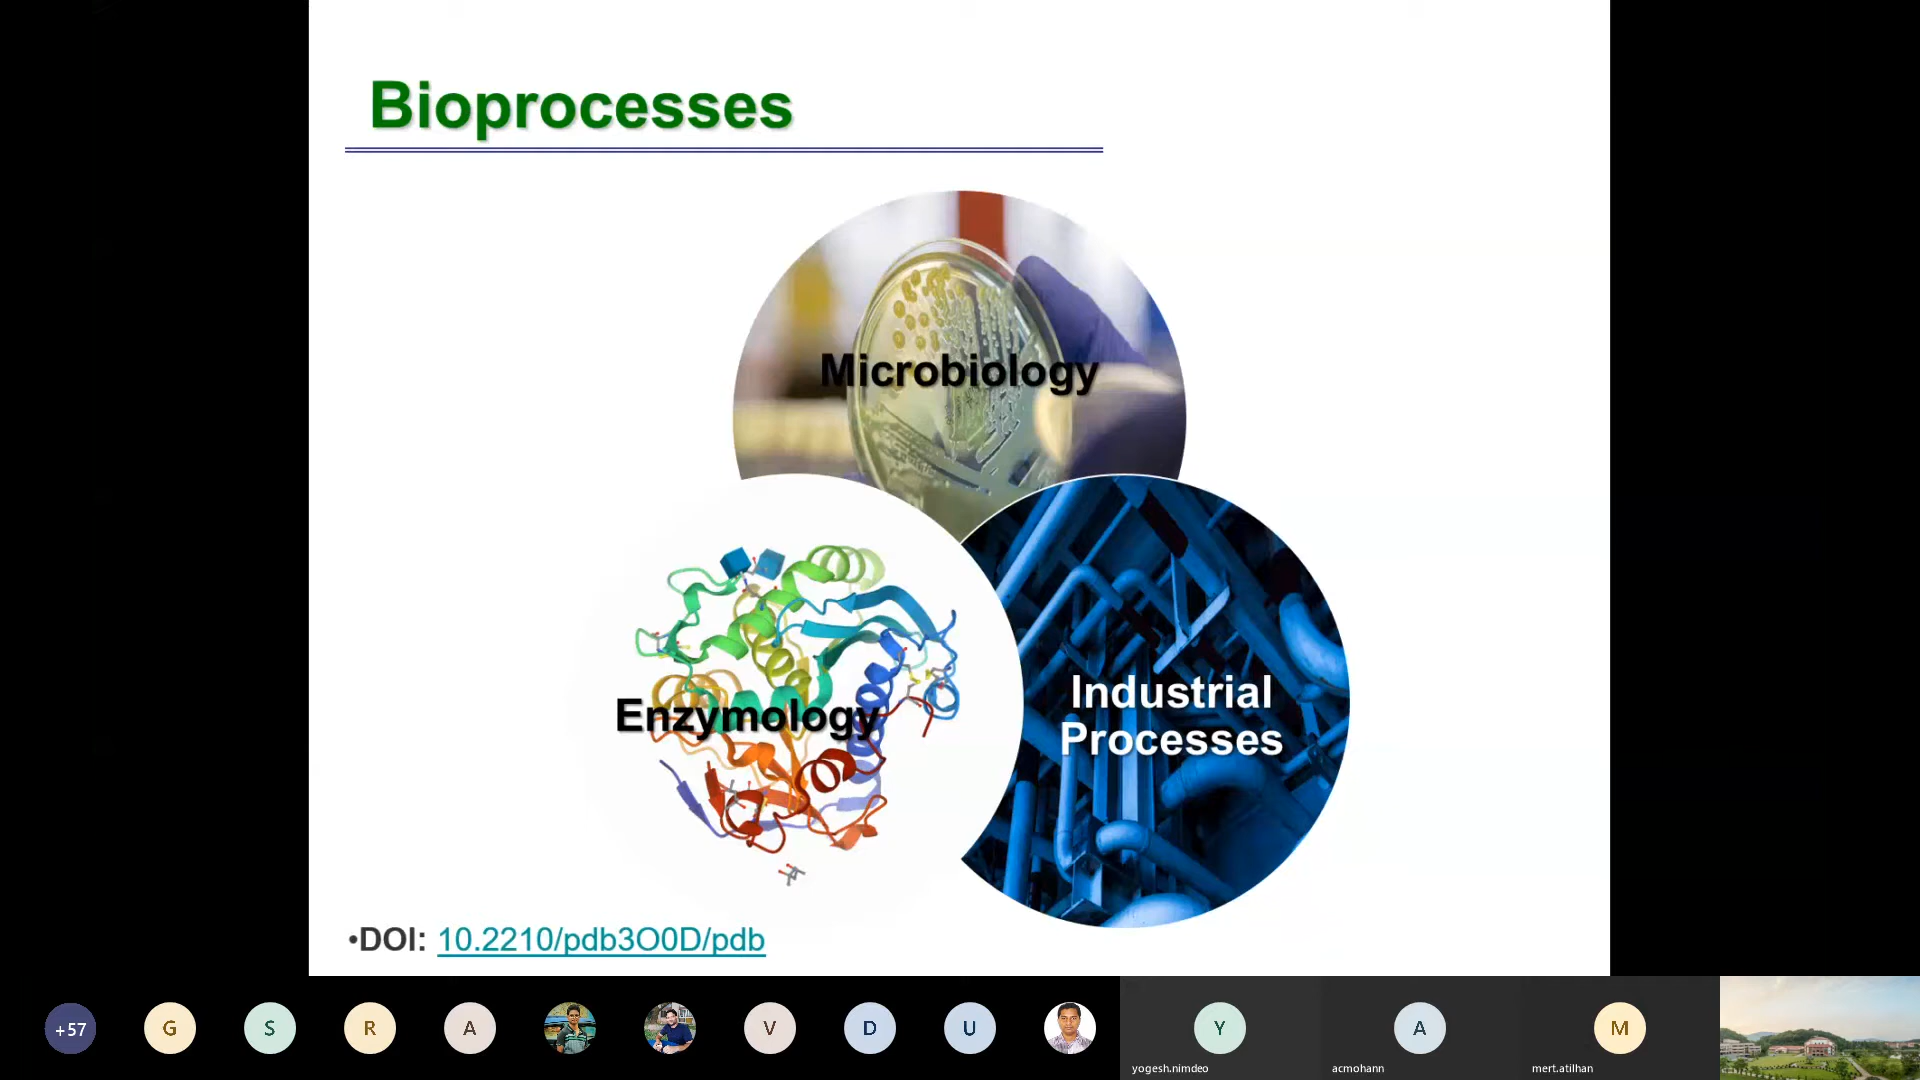 Bioprocesses
Microbiology
Enzymology
Industrial
Processes
•DOI: 10.2210/pdb3O0D/pdb
+57
G
S
R
A
V
D
U
Y
A
M
yogesh.nimdeo
acmohann
mert.atilhan